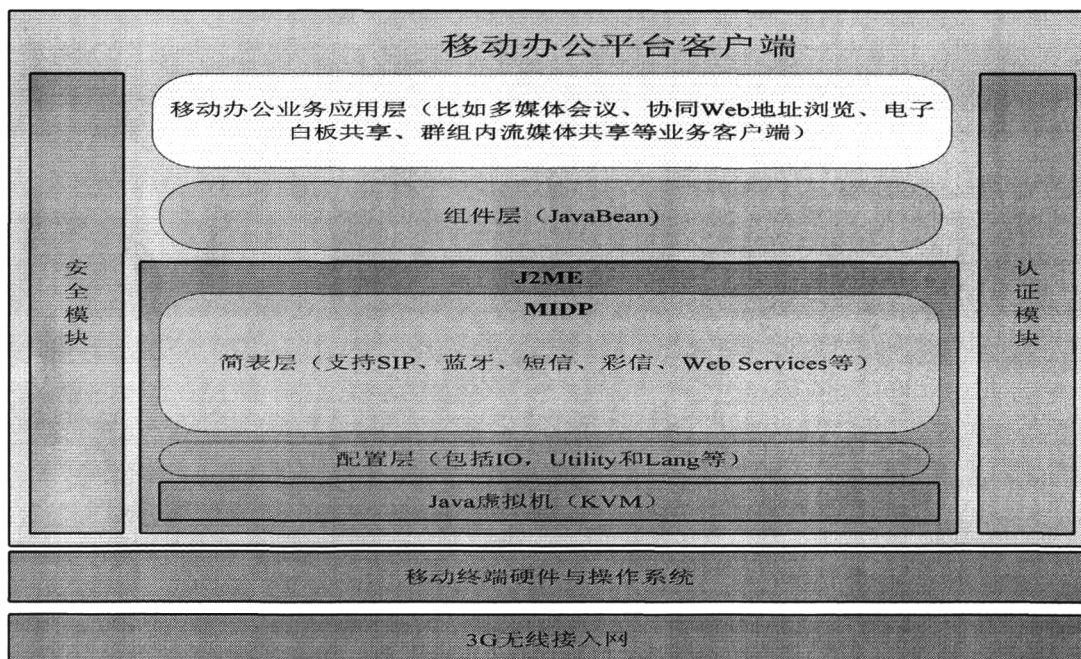 移动办公平台客户端
移动办公业务应用层（比如多媒体会议、协同Web地址浏览、电子
白板共享、群组内流媒体共享等业务客户端）
组件层（JavaBean)
安全模块
认证模块
J2ME
MIDP
简表层（支持SIP、蓝牙、短信、彩信、Web Services等）
配置层（包括IO，Utility和Lang等）
Java虚拟机（KVM）
移动终端硬件与操作系统
3G无线接入网